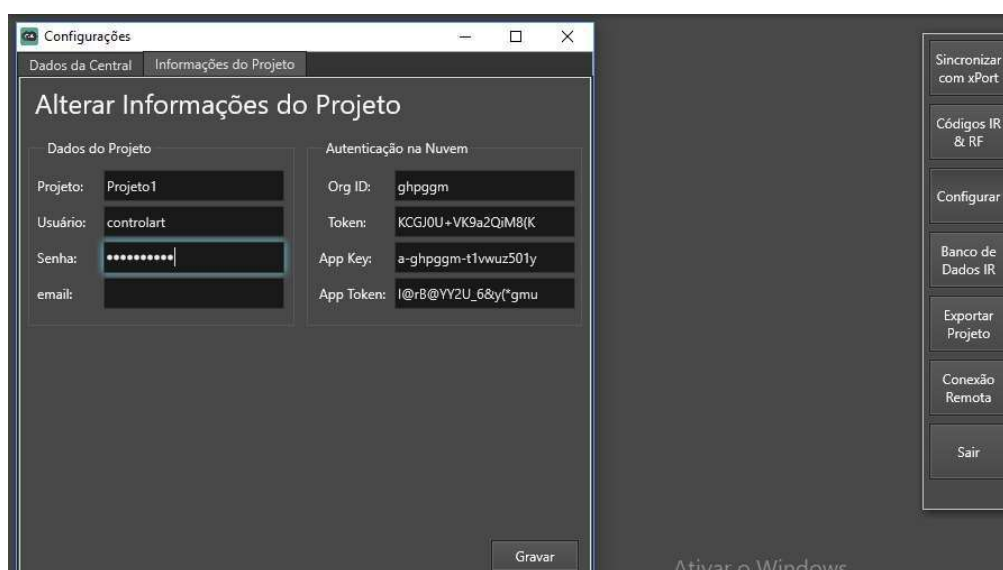 Configurações
Dados da Central Informações do Projeto
Alterar Informações do Projeto
Dados do Projeto
Projeto: Projeto1
Usuário: controlart
Senha: ••••••••••
email:
Autenticação na Nuvem
Org ID: ghpggm
Token: KCGJ0U+VK9a2QiM8(K
App Key: a-ghpggm-t1vwuz501y
App Token: I@rB@YY2U_6&y(*gmu
Gravar
Sincronizar
com xPort
Códigos IR
& RF
Configurar
Banco de
Dados IR
Exportar
Projeto
Conexão
Remota
Sair
Ativar o Windows